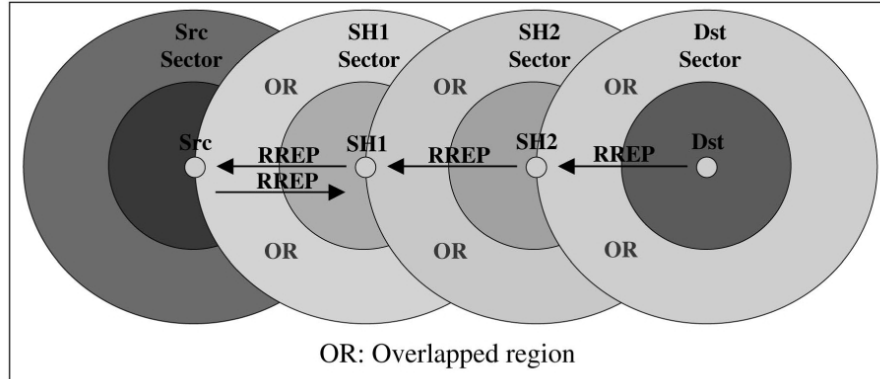 Src
Sector
SH1
Sector
SH2
Sector
Dst
Sector
OR
OR
OR
Src
SH1
SH2
Dst
RREP
RREP
RREP
RREP
OR
OR
OR
OR: Overlapped region